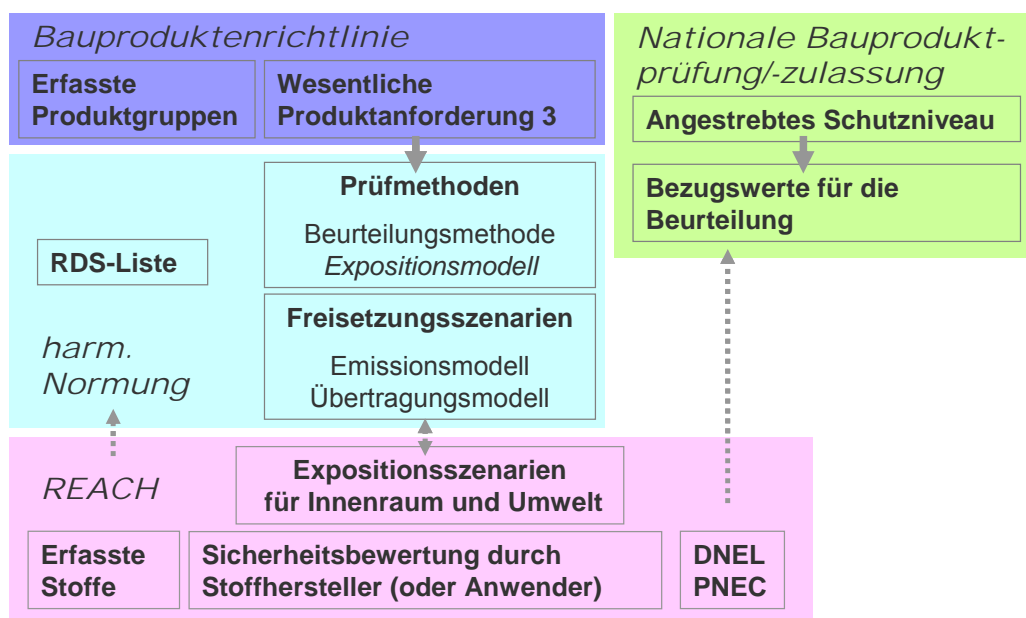 Bauproduktenrichtlinie
Erfasste
Produktgruppen
Wesentliche
Produktanforderung 3
Nationale Bauprodukt-
prüfung/-zulassung
Angestrebtes Schutzniveau
Bezugswerte für die
Beurteilung
Prüfmethoden
Beurteilungsmethode
Expositionsmodell
RDS-Liste
Freisetzungsszenarien
Emissionsmodell
Übertragungsmodell
harm.
Normung
REACH
Expositionsszenarien
für Innenraum und Umwelt
Erfasste
Stoffe
Sicherheitsbewertung durch
Stoffhersteller (oder Anwender)
DNEL
PNEC